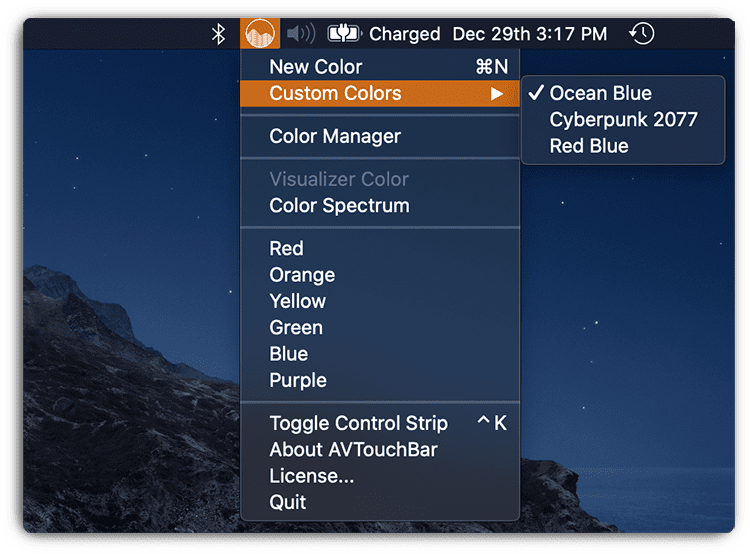 Charged Dec 29th 3:17 PM
New Color ⌘N
Custom Colors ▶
✓ Ocean Blue
Cyberpunk 2077
Red Blue
Color Manager
Visualizer Color
Color Spectrum
Red
Orange
Yellow
Green
Blue
Purple
Toggle Control Strip ^ K
About AVTouchBar
License...
Quit